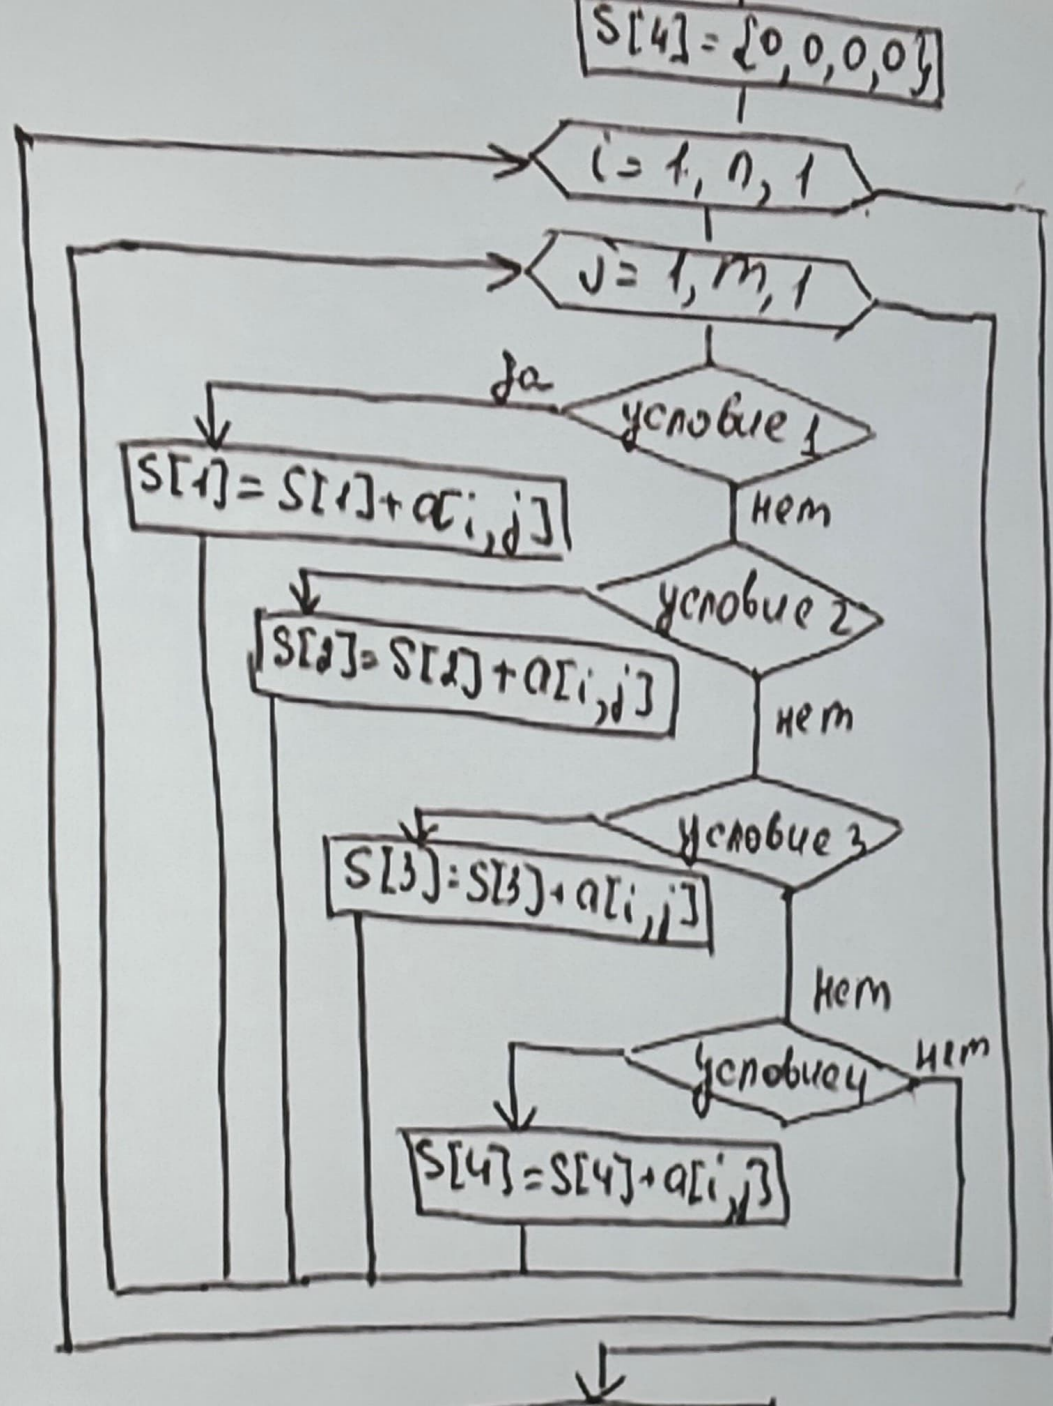 S[4] = {0,0,0,0}
i = 1, n, 1
j = 1, m, 1
да
условие 1
S[1] = S[1] + a[i,j]
нет
условие 2
S[2] = S[2] + a[i,j]
нет
условие 3
S[3] = S[3] + a[i,j]
нет
условие 4
нет
S[4] = S[4] + a[i,j]